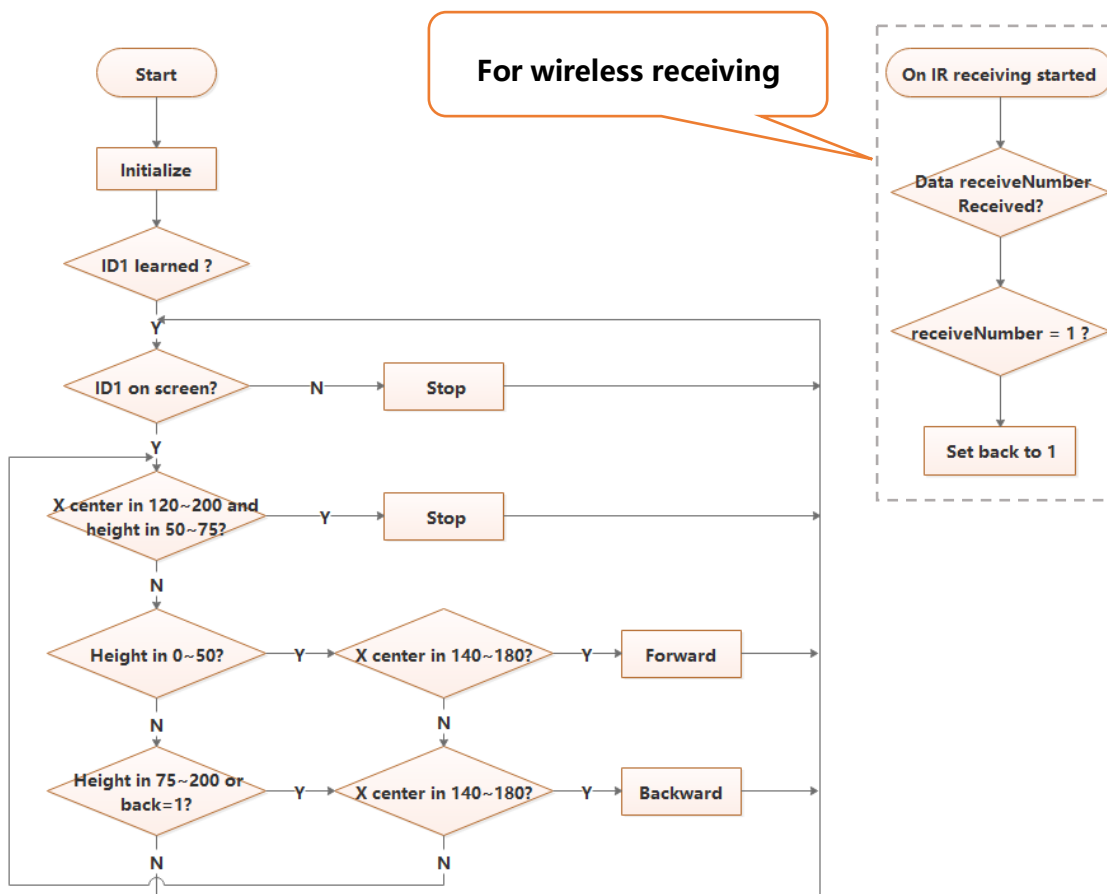 Start
Initialize
ID1 learned ?
Y
ID1 on screen?
N
Stop
Y
X center in 120~200 and
height in 50~75?
Y
Stop
N
Height in 0~50?
Y
X center in 140~180?
Y
Forward
N
N
Height in 75~200 or
back=1?
Y
X center in 140~180?
Y
Backward
N
N
For wireless receiving
On IR receiving started
Data receiveNumber
Received?
receiveNumber = 1 ?
Set back to 1